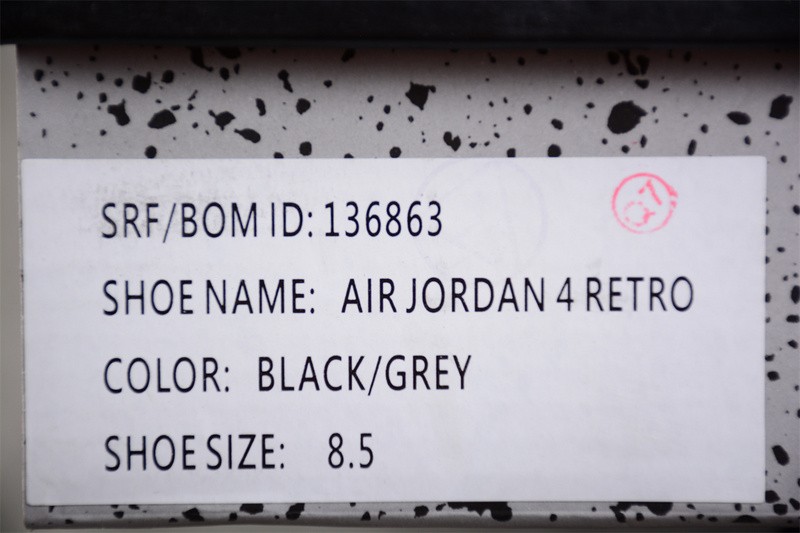 SRF/BOM ID: 136863
SHOE NAME: AIR JORDAN 4 RETRO
COLOR: BLACK/GREY
SHOE SIZE: 8.5